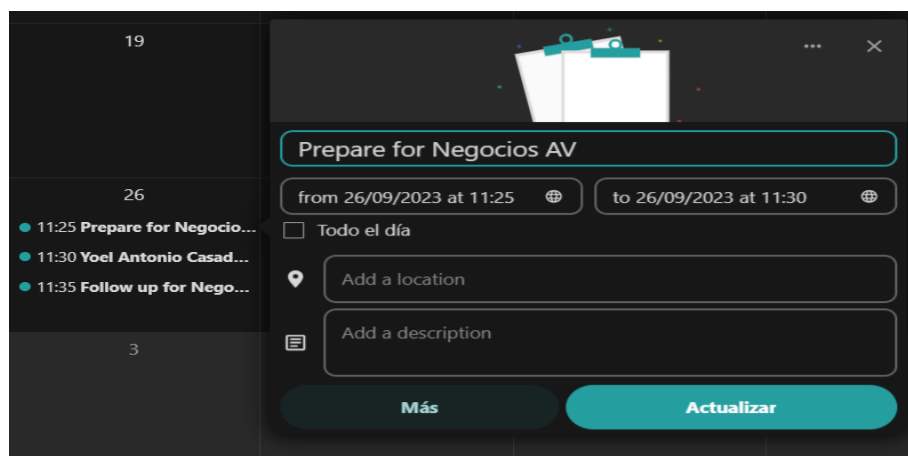 19
26
11:25 Prepare for Negocio...
11:30 Yoel Antonio Casad...
11:35 Follow up for Nego...
3
...
Prepare for Negocios AV
from 26/09/2023 at 11:25
to 26/09/2023 at 11:30
Todo el día
Add a location
Add a description
Más
Actualizar